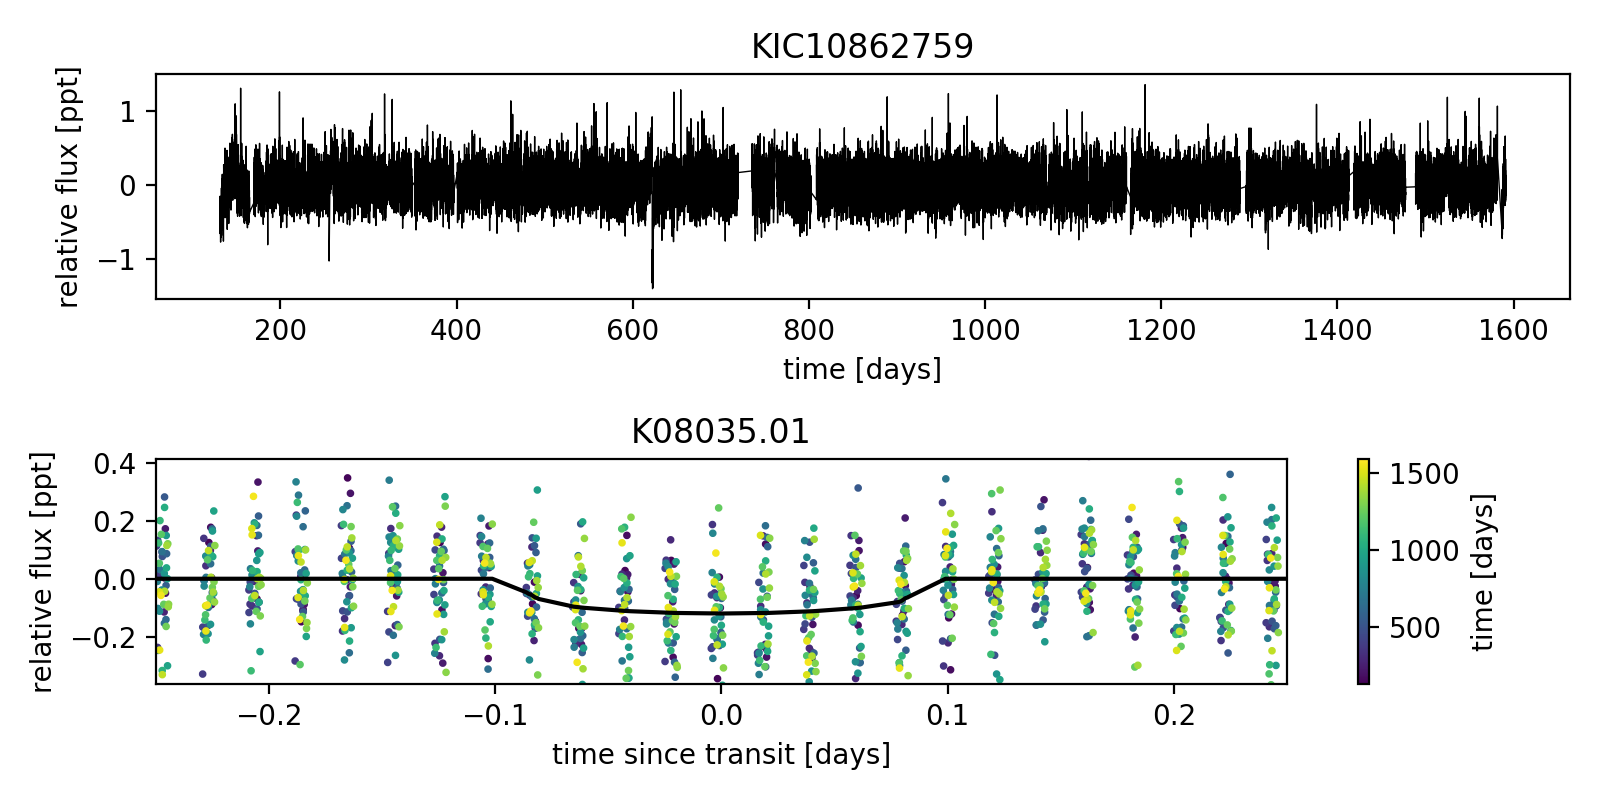 KIC10862759
relative flux [ppt]
1
0
−1
200 400 600 800 1000 1200 1400 1600
time [days]
K08035.01
relative flux [ppt]
0.4
0.2
0.0
−0.2
−0.2 −0.1 0.0 0.1 0.2
time since transit [days]
1500
1000
500
time [days]